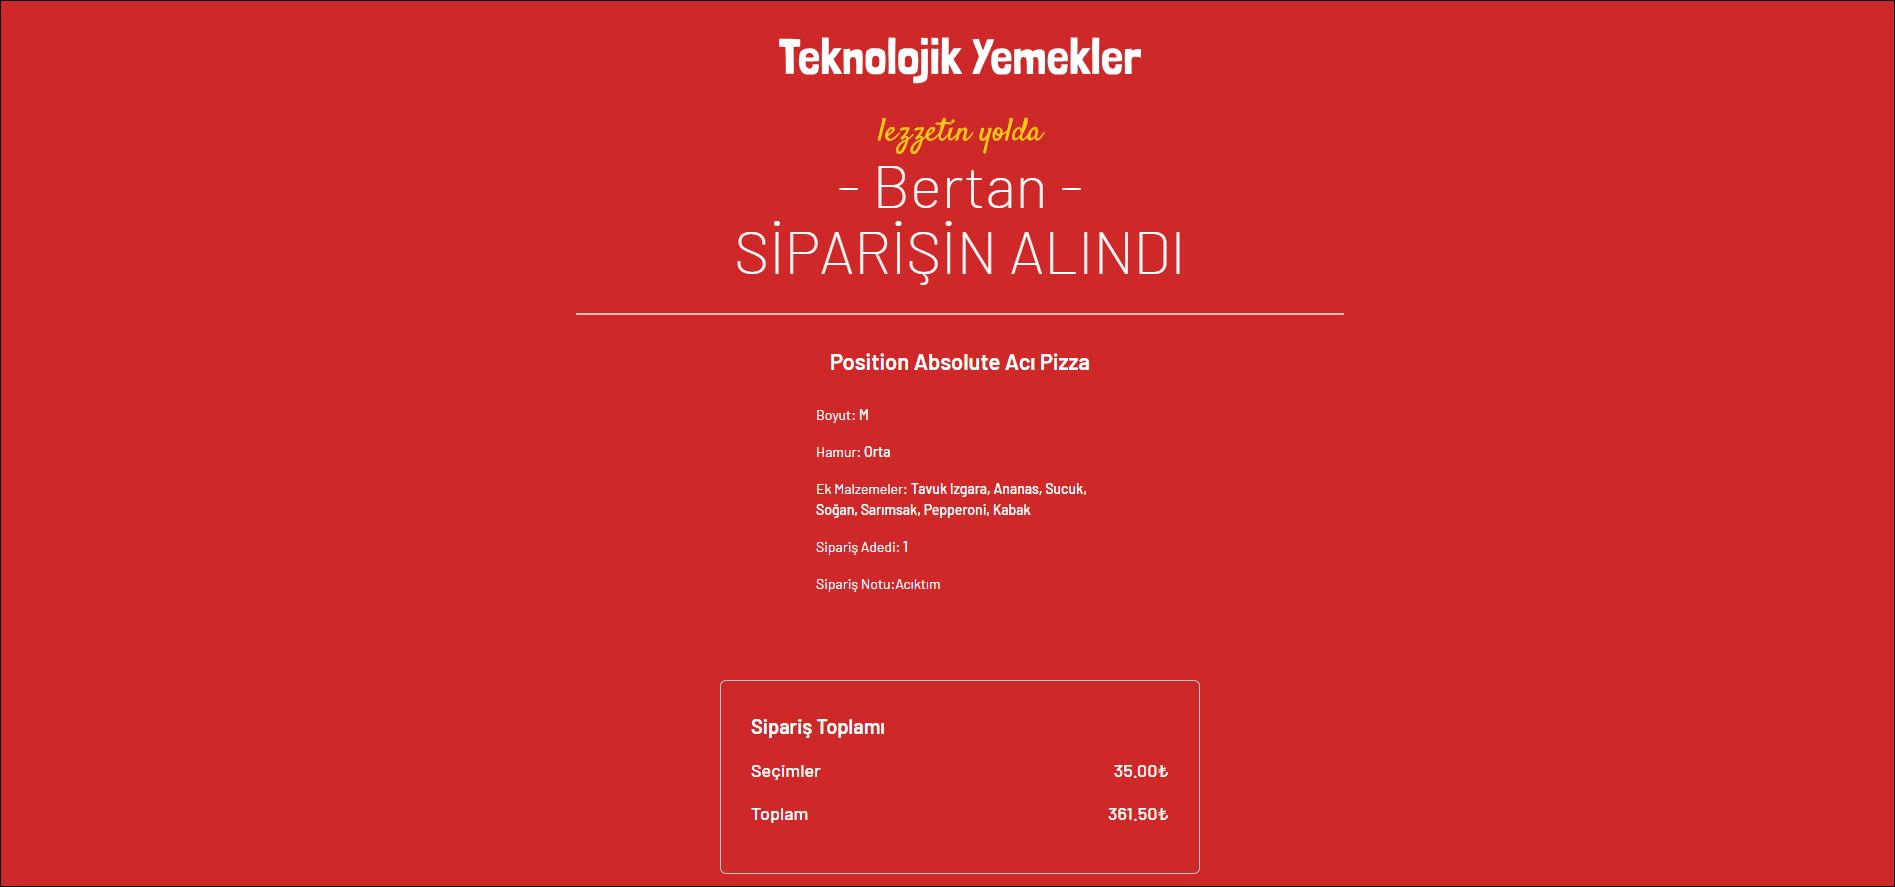 Teknolojik Yemekler
lezzetin yolda
- Bertan -
SİPARİŞİN ALINDI
Position Absolute Acı Pizza
Boyut: M
Hamur: Orta
Ek Malzemeler: Tavuk Izgara, Ananas, Sucuk,
Soğan, Sarımsak, Pepperoni, Kabak
Sipariş Adedi: 1
Sipariş Notu:Acıktım
Sipariş Toplamı
Seçimler 35.00₺
Toplam 361.50₺